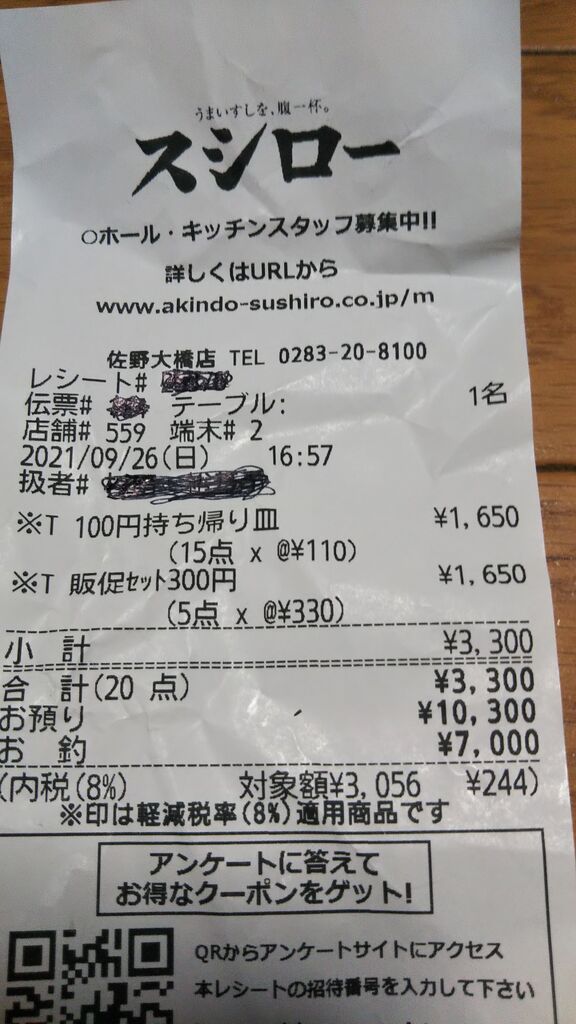 うまいすしを、腹一杯。
スシロー
○ホール・キッチンスタッフ募集中!!
詳しくはURLから
www.akindo-sushiro.co.jp/m
佐野大橋店 TEL 0283-20-8100
レシート#
伝票# テーブル: 1名
店舗# 559 端末# 2
2021/09/26(日) 16:57
扱者#
※T 100円持ち帰り皿 ¥1,650
(15点 x @¥110)
※T 販促セット300円 ¥1,650
(5点 x @¥330)
小 計 ¥3,300
合 計(20 点) ¥3,300
お預り ¥10,300
お 釣 ¥7,000
(内税(8%) 対象額¥3,056 ¥244)
※印は軽減税率(8%)適用商品です
アンケートに答えて
お得なクーポンをゲット!
QRからアンケートサイトにアクセス
本レシートの招待番号を入力して下さい